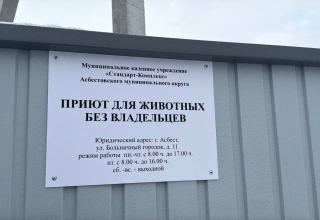 Муниципальное казенное учреждение
«Стандарт-Комплекс»
Асбестовского муниципального округа
ПРИЮТ ДЛЯ ЖИВОТНЫХ
БЕЗ ВЛАДЕЛЬЦЕВ
Юридический адрес: г. Асбест,
ул. Больничный городок, д. 11
режим работы пн.-чт. с 8.00 ч. до 17.00 ч.
пт. с 8.00 ч. до 16.00 ч.
сб. -вс. - выходной